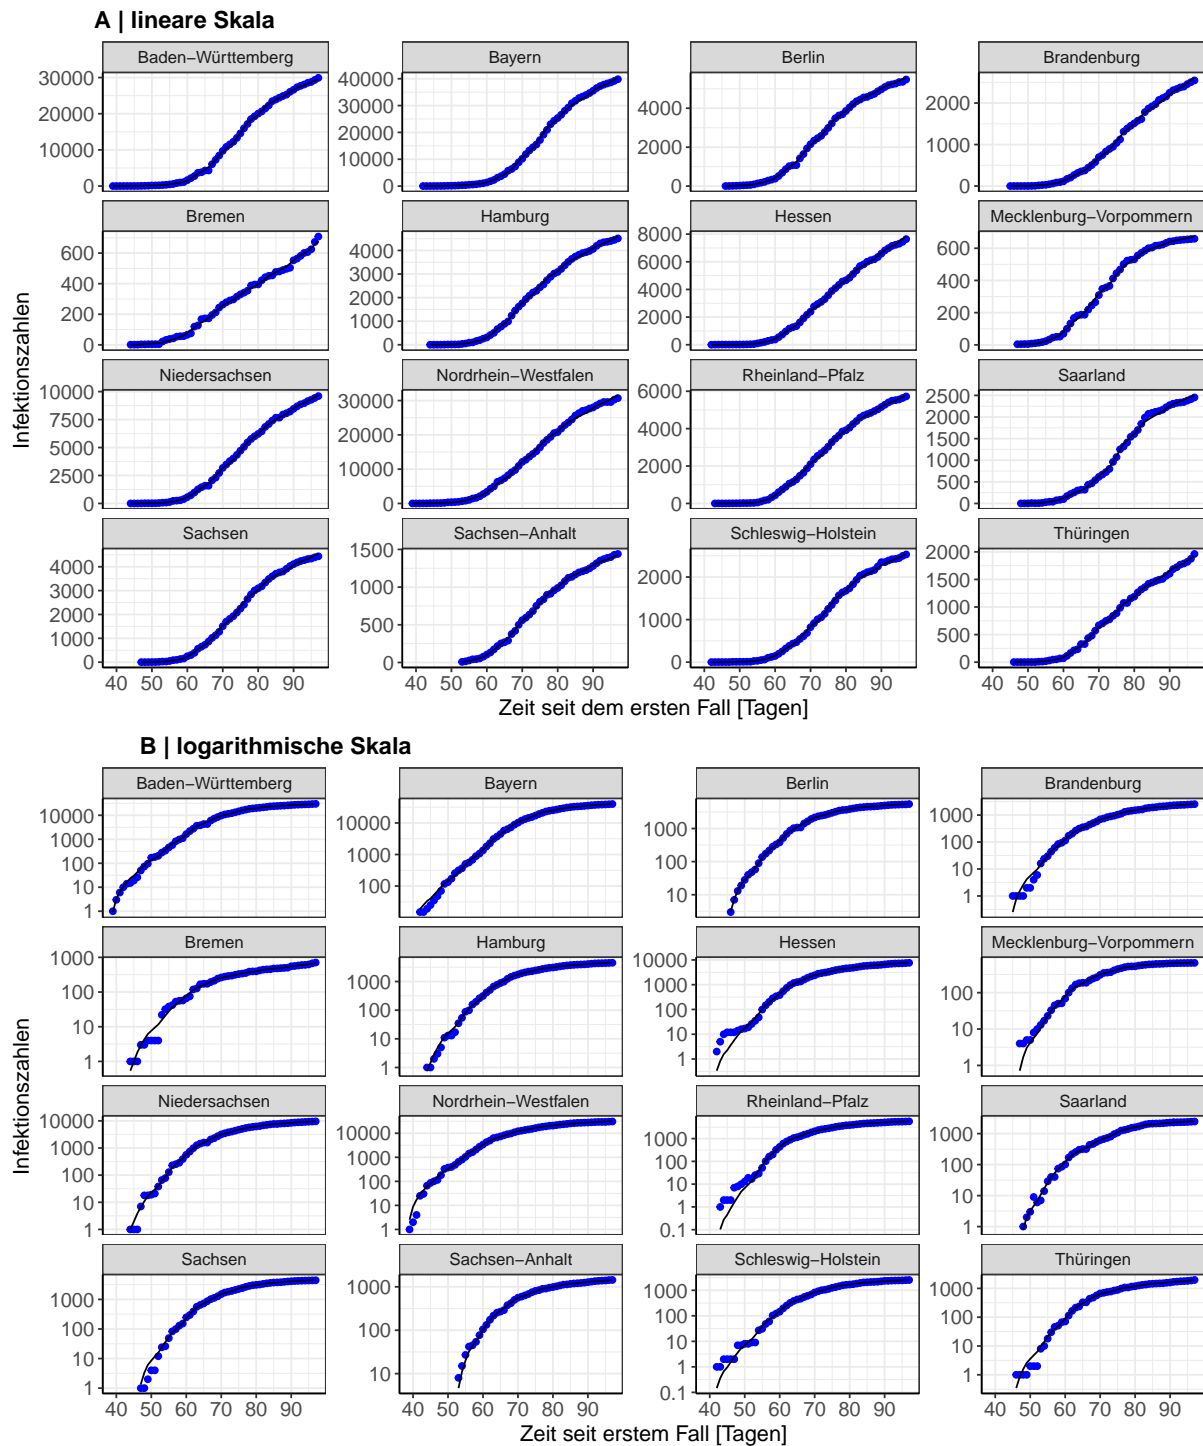 A | lineare Skala
Baden−Württemberg Bayern Berlin Brandenburg
30000 20000 10000 0
40000 30000 20000 10000 0
4000 2000 0
2000 1000 0
Bremen Hamburg Hessen Mecklenburg−Vorpommern
600 400 200 0
4000 3000 2000 1000 0
8000 6000 4000 2000 0
600 400 200 0
Infektionszahlen
Niedersachsen Nordrhein−Westfalen Rheinland−Pfalz Saarland
10000 7500 5000 2500 0
30000 20000 10000 0
6000 4000 2000 0
2500 2000 1500 1000 500 0
Sachsen Sachsen−Anhalt Schleswig−Holstein Thüringen
4000 3000 2000 1000 0
1500 1000 500 0
2000 1000 0
2000 1500 1000 500 0
40 50 60 70 80 90 40 50 60 70 80 90 40 50 60 70 80 90 40 50 60 70 80 90
Zeit seit dem ersten Fall [Tagen]
B | logarithmische Skala
Baden−Württemberg Bayern Berlin Brandenburg
10000 1000 100 10 1
10000 1000 100
1000 100 10
1000 100 10 1
Bremen Hamburg Hessen Mecklenburg−Vorpommern
1000 100 10 1
1000 100 10 1
10000 1000 100 10 1
100 10 1
Infektionszahlen
Niedersachsen Nordrhein−Westfalen Rheinland−Pfalz Saarland
10000 1000 100 10 1
10000 1000 100 10 1
1000 100 10 1 0.1
1000 100 10 1
Sachsen Sachsen−Anhalt Schleswig−Holstein Thüringen
1000 100 10 1
1000 100 10
1000 100 10 1 0.1
1000 100 10 1
40 50 60 70 80 90 40 50 60 70 80 90 40 50 60 70 80 90 40 50 60 70 80 90
Zeit seit erstem Fall [Tagen]